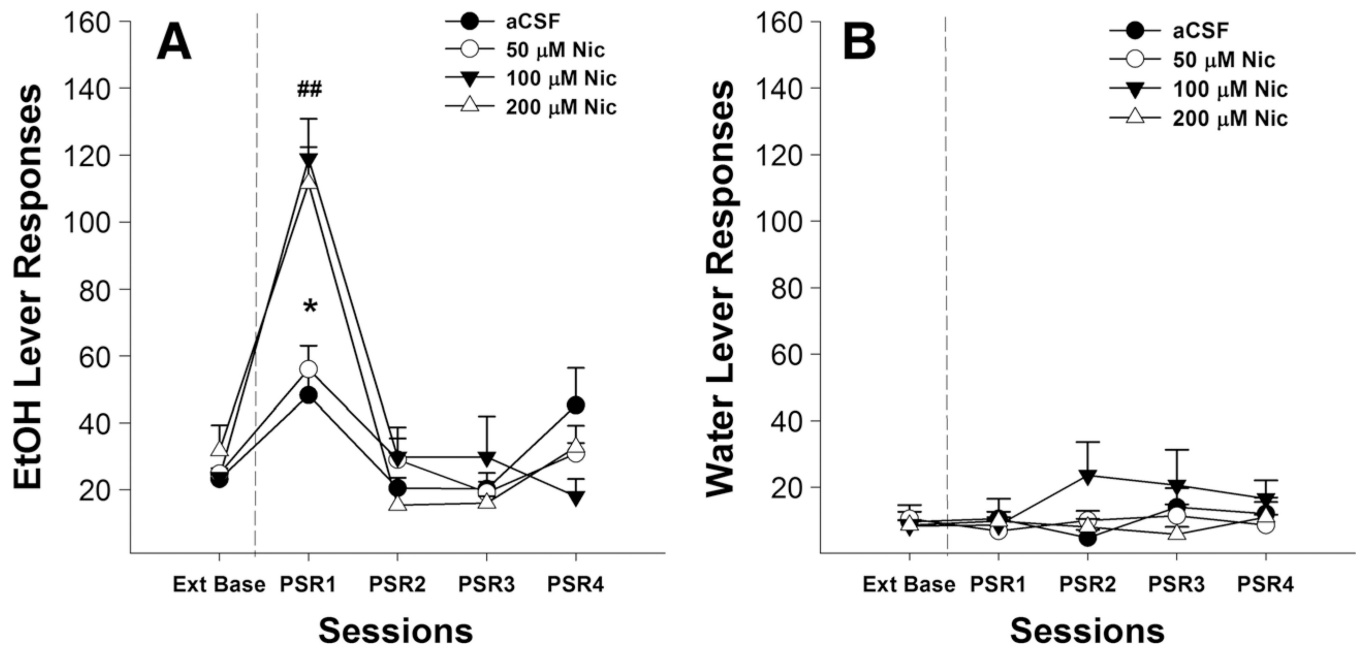 A
aCSF
50 μM Nic
100 μM Nic
200 μM Nic
EtOH Lever Responses
160
140
120
100
80
60
40
20
##
*
Ext Base PSR1 PSR2 PSR3 PSR4
Sessions
B
aCSF
50 μM Nic
100 μM Nic
200 μM Nic
Water Lever Responses
160
140
120
100
80
60
40
20
Ext Base PSR1 PSR2 PSR3 PSR4
Sessions